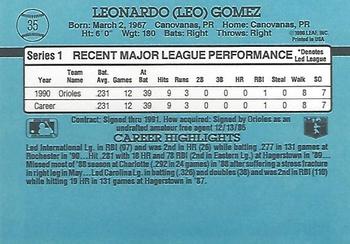 35
LEONARDO (LEO) GOMEZ
Born: March 2, 1967 Canovanas, PR Home: Canovanas, PR
Ht: 6'0" Wgt: 180 Bats: Right Throws: Right
©1990 LEAF, INC.
Printed in USA
Series 1 RECENT MAJOR LEAGUE PERFORMANCE *Denotes Led League
Year Team Name Bat. Avg. G At Bat Hits R 2B 3B HR RBI SB Walk SO
1990 Orioles .231 12 39 9 3 0 0 0 1 0 8 7
Career .231 12 39 9 3 0 0 0 1 0 8 7
Contract: Signed thru 1991. How acquired: Signed by Orioles as an
undrafted amateur free agent 12/13/85
CAREER HIGHLIGHTS
Led International Lg. in RBI (97) and was 2nd in HR (26) while batting .277 in 131 games at
Rochester in '90... Hit .281 with 18 HR and 78 RBI (2nd in Eastern Lg.) at Hagerstown in '89...
Missed most of '88 season at Charlotte (.292 in 24 games) after suffering a stress fracture to
right leg in May... Led Carolina Lg. in batting (.326) and doubles (38) and was 2nd in RBI (110)
while hitting 19 HR in 131 games at Hagerstown in '87.